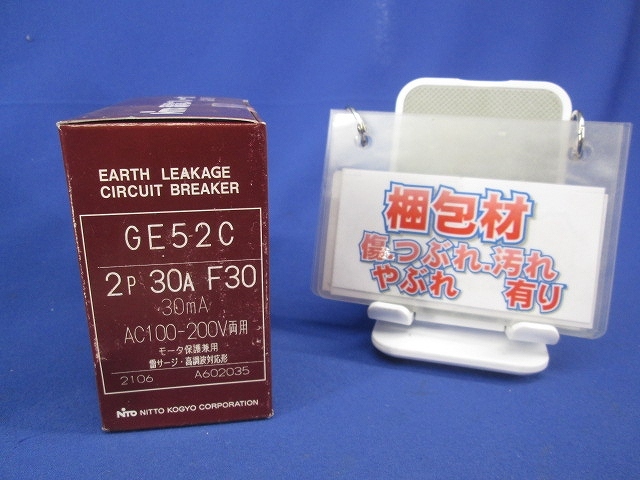 EARTH LEAKAGE
CIRCUIT BREAKER
GE52C
2P 30A F30
30mA
AC100-200V両用
モータ保護兼用
雷サージ・高調波対応形
2106 A602035
NITO NITTO KOGYO CORPORATION
梱包材
傷・つぶれ・汚れ
やぶれ 有り